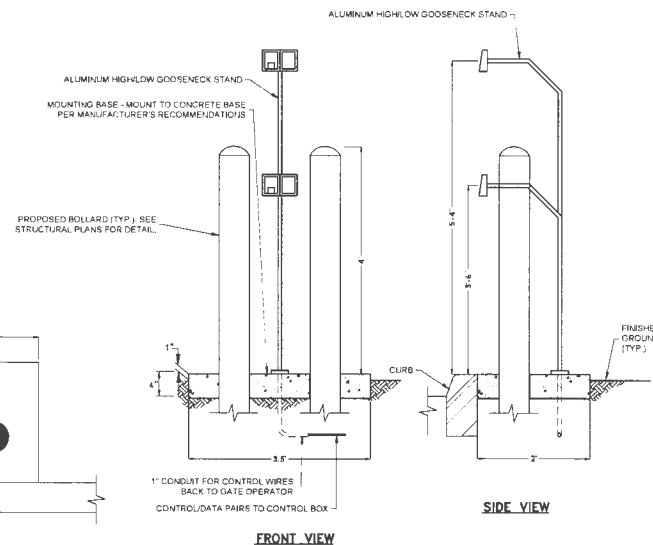 ALUMINUM HIGH/LOW GOOSENECK STAND
ALUMINUM HIGH/LOW GOOSENECK STAND
MOUNTING BASE - MOUNT TO CONCRETE BASE
PER MANUFACTURER'S RECOMMENDATIONS
PROPOSED BOLLARD (TYP.). SEE
STRUCTURAL PLANS FOR DETAIL.
4'
5'-4"
3'-6"
1"
4"
CURB
FINISHE
GROUN
(TYP.)
3.5'
2'
1" CONDUIT FOR CONTROL WIRES
BACK TO GATE OPERATOR
CONTROL/DATA PAIRS TO CONTROL BOX
FRONT VIEW
SIDE VIEW